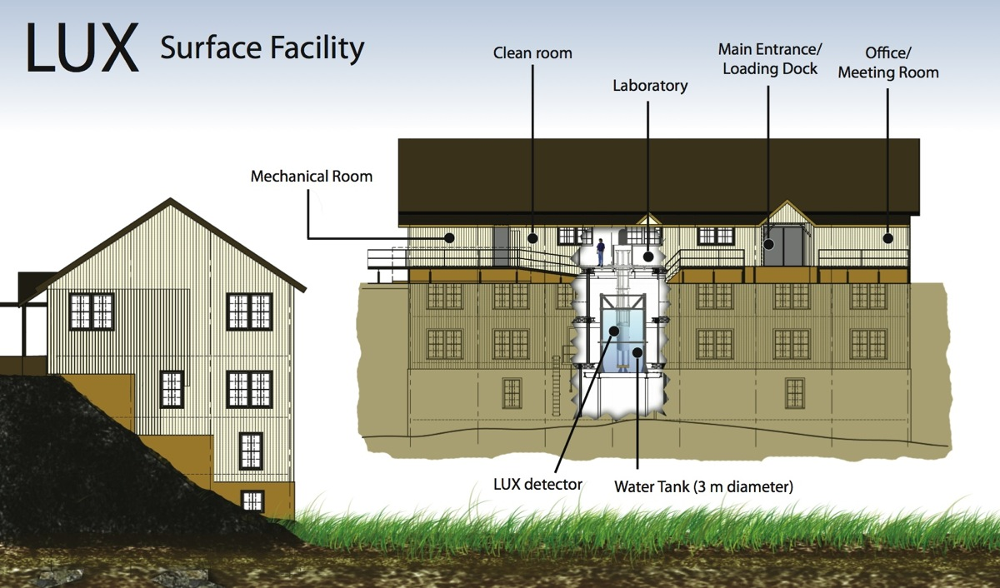 LUX Surface Facility
Clean room
Laboratory
Main Entrance/
Loading Dock
Office/
Meeting Room
Mechanical Room
LUX detector
Water Tank (3 m diameter)